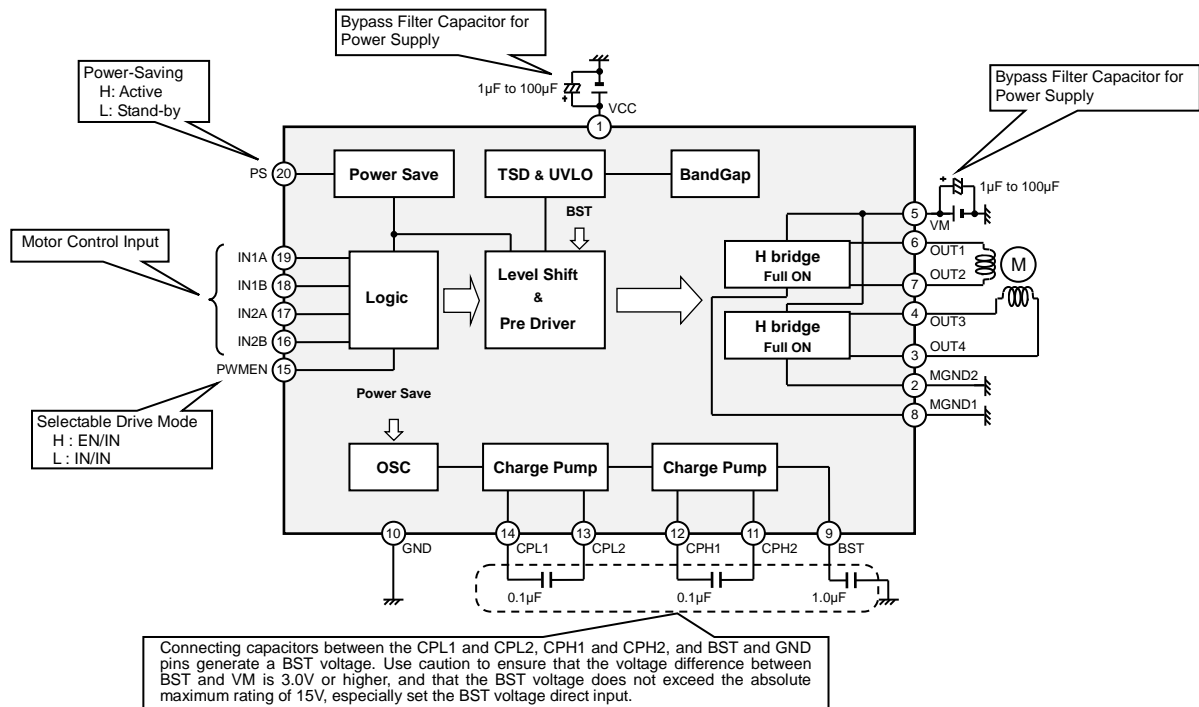 Bypass Filter Capacitor for
Power Supply
Power-Saving
H: Active
L: Stand-by
1µF to 100µF
+
VCC
1
Bypass Filter Capacitor for
Power Supply
PS
20
Power Save
TSD & UVLO
BandGap
BST
+
1µF to 100µF
5
VM
Motor Control Input
IN1A
19
IN1B
18
IN2A
17
IN2B
16
PWMEN
15
Logic
Level Shift
&
Pre Driver
H bridge
Full ON
H bridge
Full ON
6
OUT1
7
OUT2
M
4
OUT3
3
OUT4
2
MGND2
8
MGND1
Selectable Drive Mode
H : EN/IN
L : IN/IN
Power Save
OSC
Charge Pump
Charge Pump
10
GND
14
CPL1
13
CPL2
12
CPH1
11
CPH2
9
BST
0.1µF
0.1µF
1.0µF
Connecting capacitors between the CPL1 and CPL2, CPH1 and CPH2, and BST and GND
pins generate a BST voltage. Use caution to ensure that the voltage difference between
BST and VM is 3.0V or higher, and that the BST voltage does not exceed the absolute
maximum rating of 15V, especially set the BST voltage direct input.